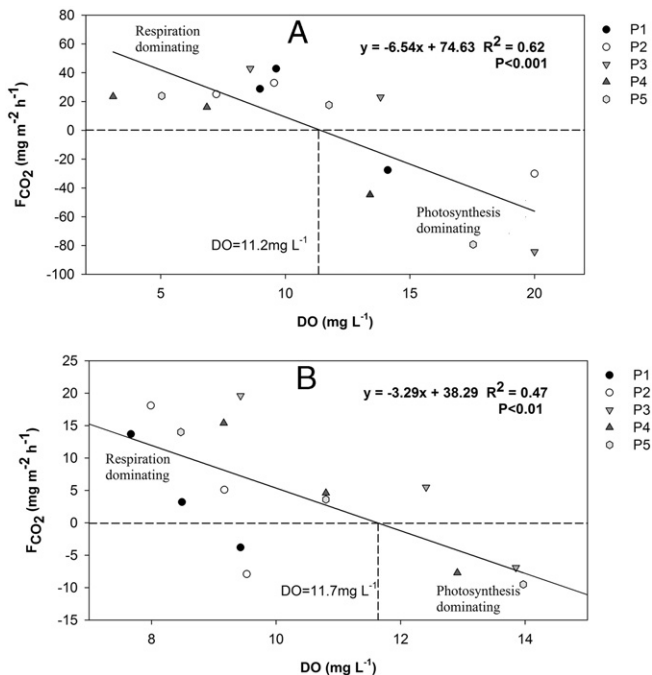 A
Respiration
dominating
y = -6.54x + 74.63 R² = 0.62
P<0.001
P1
P2
P3
P4
P5
80
60
40
20
0
-20
-40
-60
-80
-100
F_CO₂ (mg m⁻² h⁻¹)
DO=11.2mg L⁻¹
Photosynthesis
dominating
5 10 15 20
DO (mg L⁻¹)
B
y = -3.29x + 38.29 R² = 0.47
P<0.01
P1
P2
P3
P4
P5
25
20
15
10
5
0
-5
-10
-15
F_CO₂ (mg m⁻² h⁻¹)
Respiration
dominating
DO=11.7mg L⁻¹
Photosynthesis
dominating
8 10 12 14
DO (mg L⁻¹)